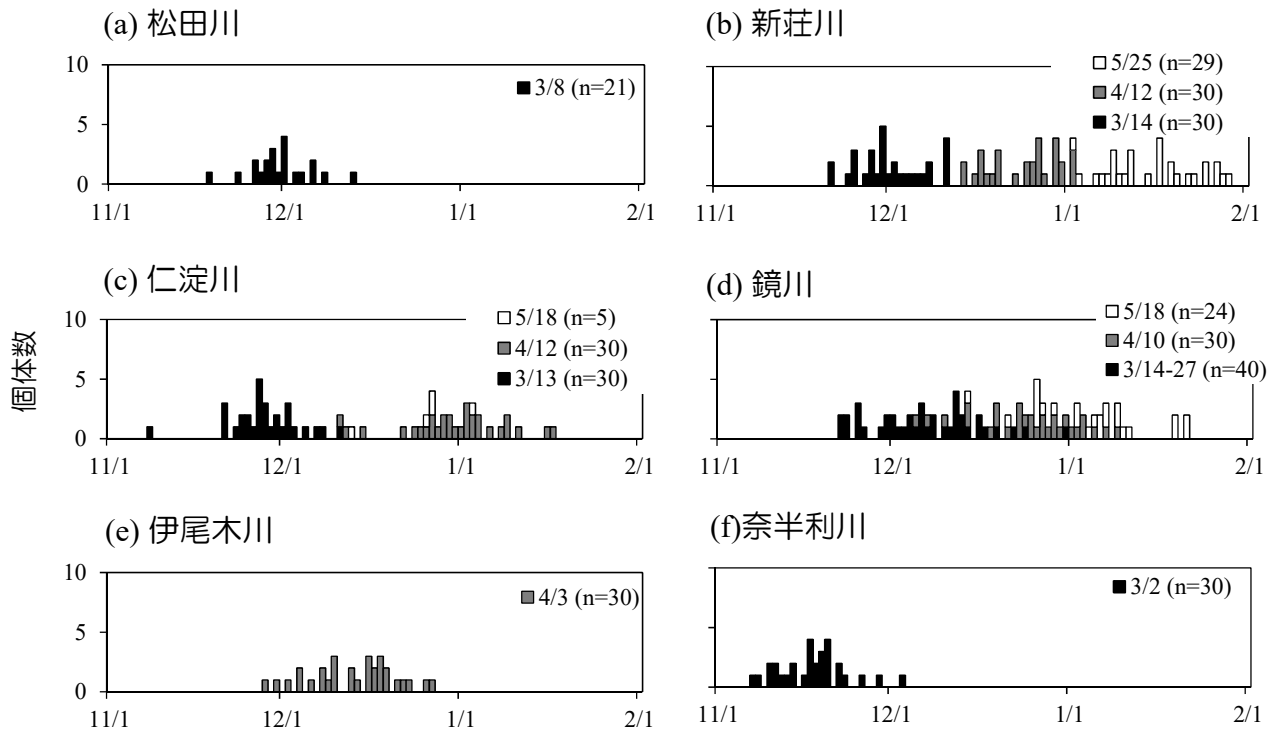 (a) 松田川
10
5
0
3/8 (n=21)
11/1 12/1 1/1 2/1
(b) 新荘川
5/25 (n=29)
4/12 (n=30)
3/14 (n=30)
11/1 12/1 1/1 2/1
(c) 仁淀川
10
5
0
5/18 (n=5)
4/12 (n=30)
3/13 (n=30)
11/1 12/1 1/1 2/1
(d) 鏡川
5/18 (n=24)
4/10 (n=30)
3/14-27 (n=40)
11/1 12/1 1/1 2/1
個体数
(e) 伊尾木川
10
5
0
4/3 (n=30)
11/1 12/1 1/1 2/1
(f)奈半利川
3/2 (n=30)
11/1 12/1 1/1 2/1